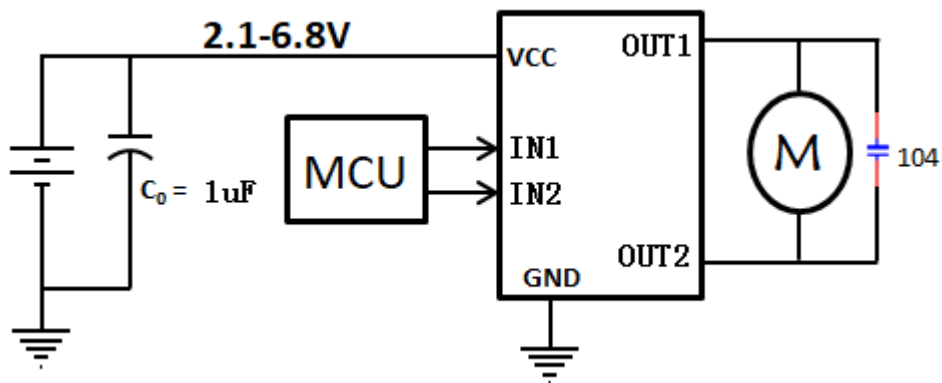 2.1-6.8V
VCC
OUT1
MCU
IN1
IN2
M
104
C₀ = 1uF
OUT2
GND